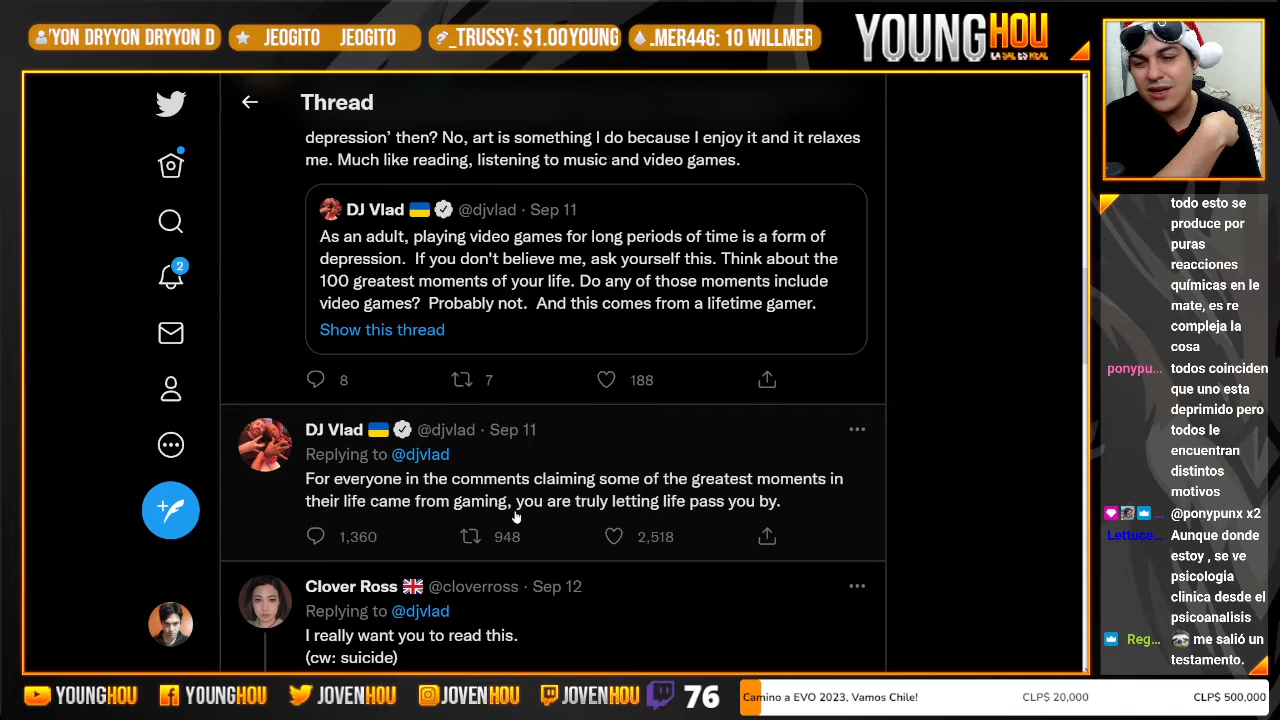 'YON DRYYON DRYYON D
JEOGITO JEOGITO
_TRUSSY: $1.00YOUNG
.MER446: 10 WILLMER
YOUNGHOU
LA SAL ES REAL
Thread
depression’ then? No, art is something I do because I enjoy it and it relaxes
me. Much like reading, listening to music and video games.
DJ Vlad 🇺🇦 @djvlad · Sep 11
As an adult, playing video games for long periods of time is a form of
depression. If you don't believe me, ask yourself this. Think about the
100 greatest moments of your life. Do any of those moments include
video games? Probably not. And this comes from a lifetime gamer.
Show this thread
8 7 188
2
DJ Vlad 🇺🇦 @djvlad · Sep 11
Replying to @djvlad
For everyone in the comments claiming some of the greatest moments in
their life came from gaming, you are truly letting life pass you by.
1,360 948 2,518
Clover Ross 🇬🇧 @cloverross · Sep 12
Replying to @djvlad
I really want you to read this.
(cw: suicide)
todo esto se
produce por
puras
reacciones
químicas en le
mate, es re
compleja la
cosa
ponypu... todos coinciden
que uno esta
deprimido pero
todos le
encuentran
distintos
motivos
... @ponypunx x2
Lettuce... Aunque donde
estoy , se ve
psicologia
clinica desde el
psicoanalisis
Reg... me salió un
testamento.
YOUNGHOU YOUNGHOU JOVENHOU JOVENHOU JOVENHOU 76
Camino a EVO 2023, Vamos Chile! CLP$ 20,000 CLP$ 500,000